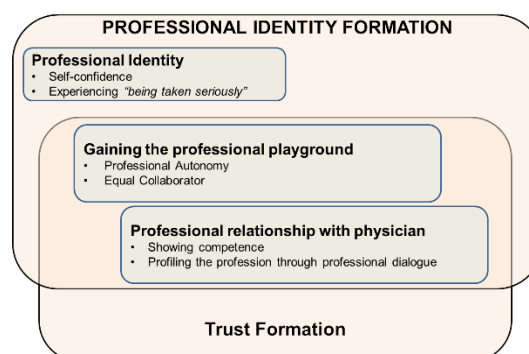 PROFESSIONAL IDENTITY FORMATION
Professional Identity
• Self-confidence
• Experiencing "being taken seriously"
Gaining the professional playground
• Professional Autonomy
• Equal Collaborator
Professional relationship with physician
• Showing competence
• Profiling the profession through professional dialogue
Trust Formation